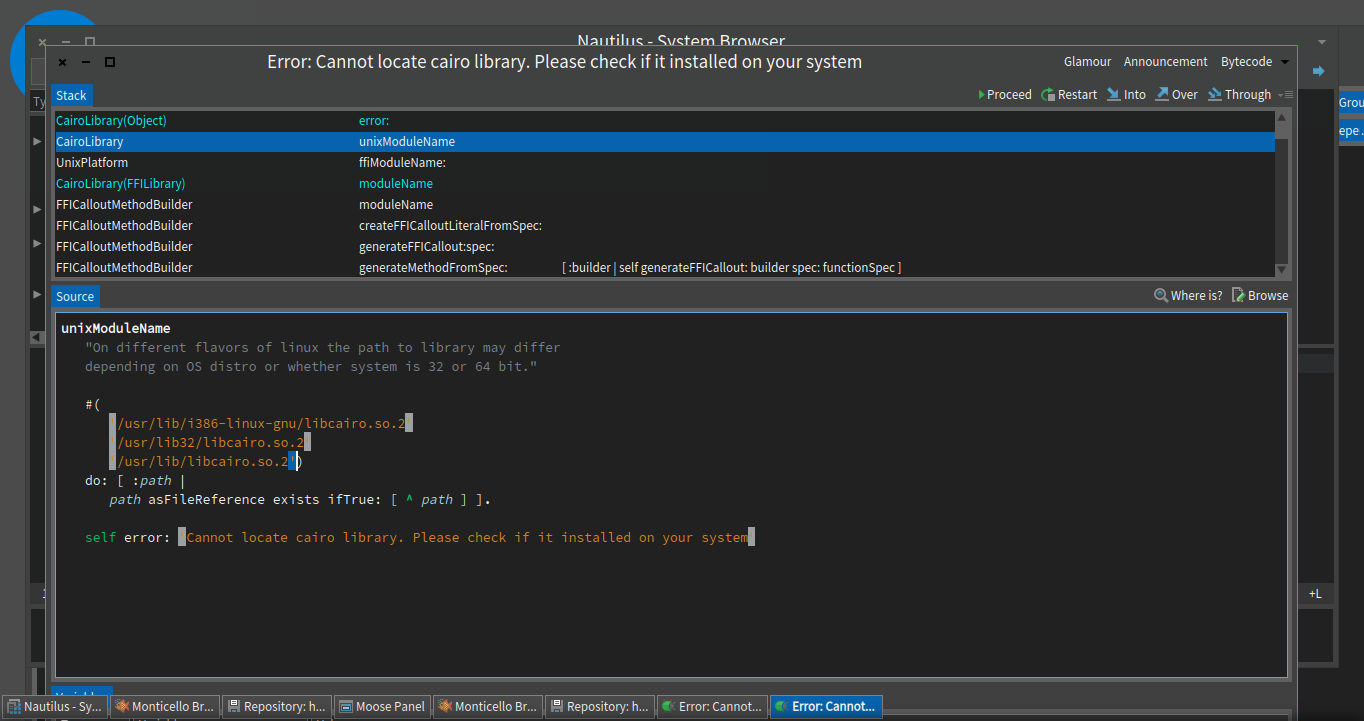 Nautilus - System Browser
Error: Cannot locate cairo library. Please check if it installed on your system
Glamour Announcement Bytecode
Stack
Proceed Restart Into Over Through
Ty
Grou
epe.
CairoLibrary(Object) error:
CairoLibrary unixModuleName
UnixPlatform ffiModuleName:
CairoLibrary(FFILibrary) moduleName
FFICalloutMethodBuilder moduleName
FFICalloutMethodBuilder createFFICalloutLiteralFromSpec:
FFICalloutMethodBuilder generateFFICallout:spec:
FFICalloutMethodBuilder generateMethodFromSpec: [ :builder | self generateFFICallout: builder spec: functionSpec ]
Source
Where is? Browse
unixModuleName
"On different flavors of linux the path to library may differ
depending on OS distro or whether system is 32 or 64 bit."
#(
'/usr/lib/i386-linux-gnu/libcairo.so.2'
'/usr/lib32/libcairo.so.2'
'/usr/lib/libcairo.so.2')
do: [ :path |
path asFileReference exists ifTrue: [ ^ path ] ].
self error: 'Cannot locate cairo library. Please check if it installed on your system'
+L
Nautilus - Sy... Monticello Br... Repository: h... Moose Panel Monticello Br... Repository: h... Error: Cannot... Error: Cannot...